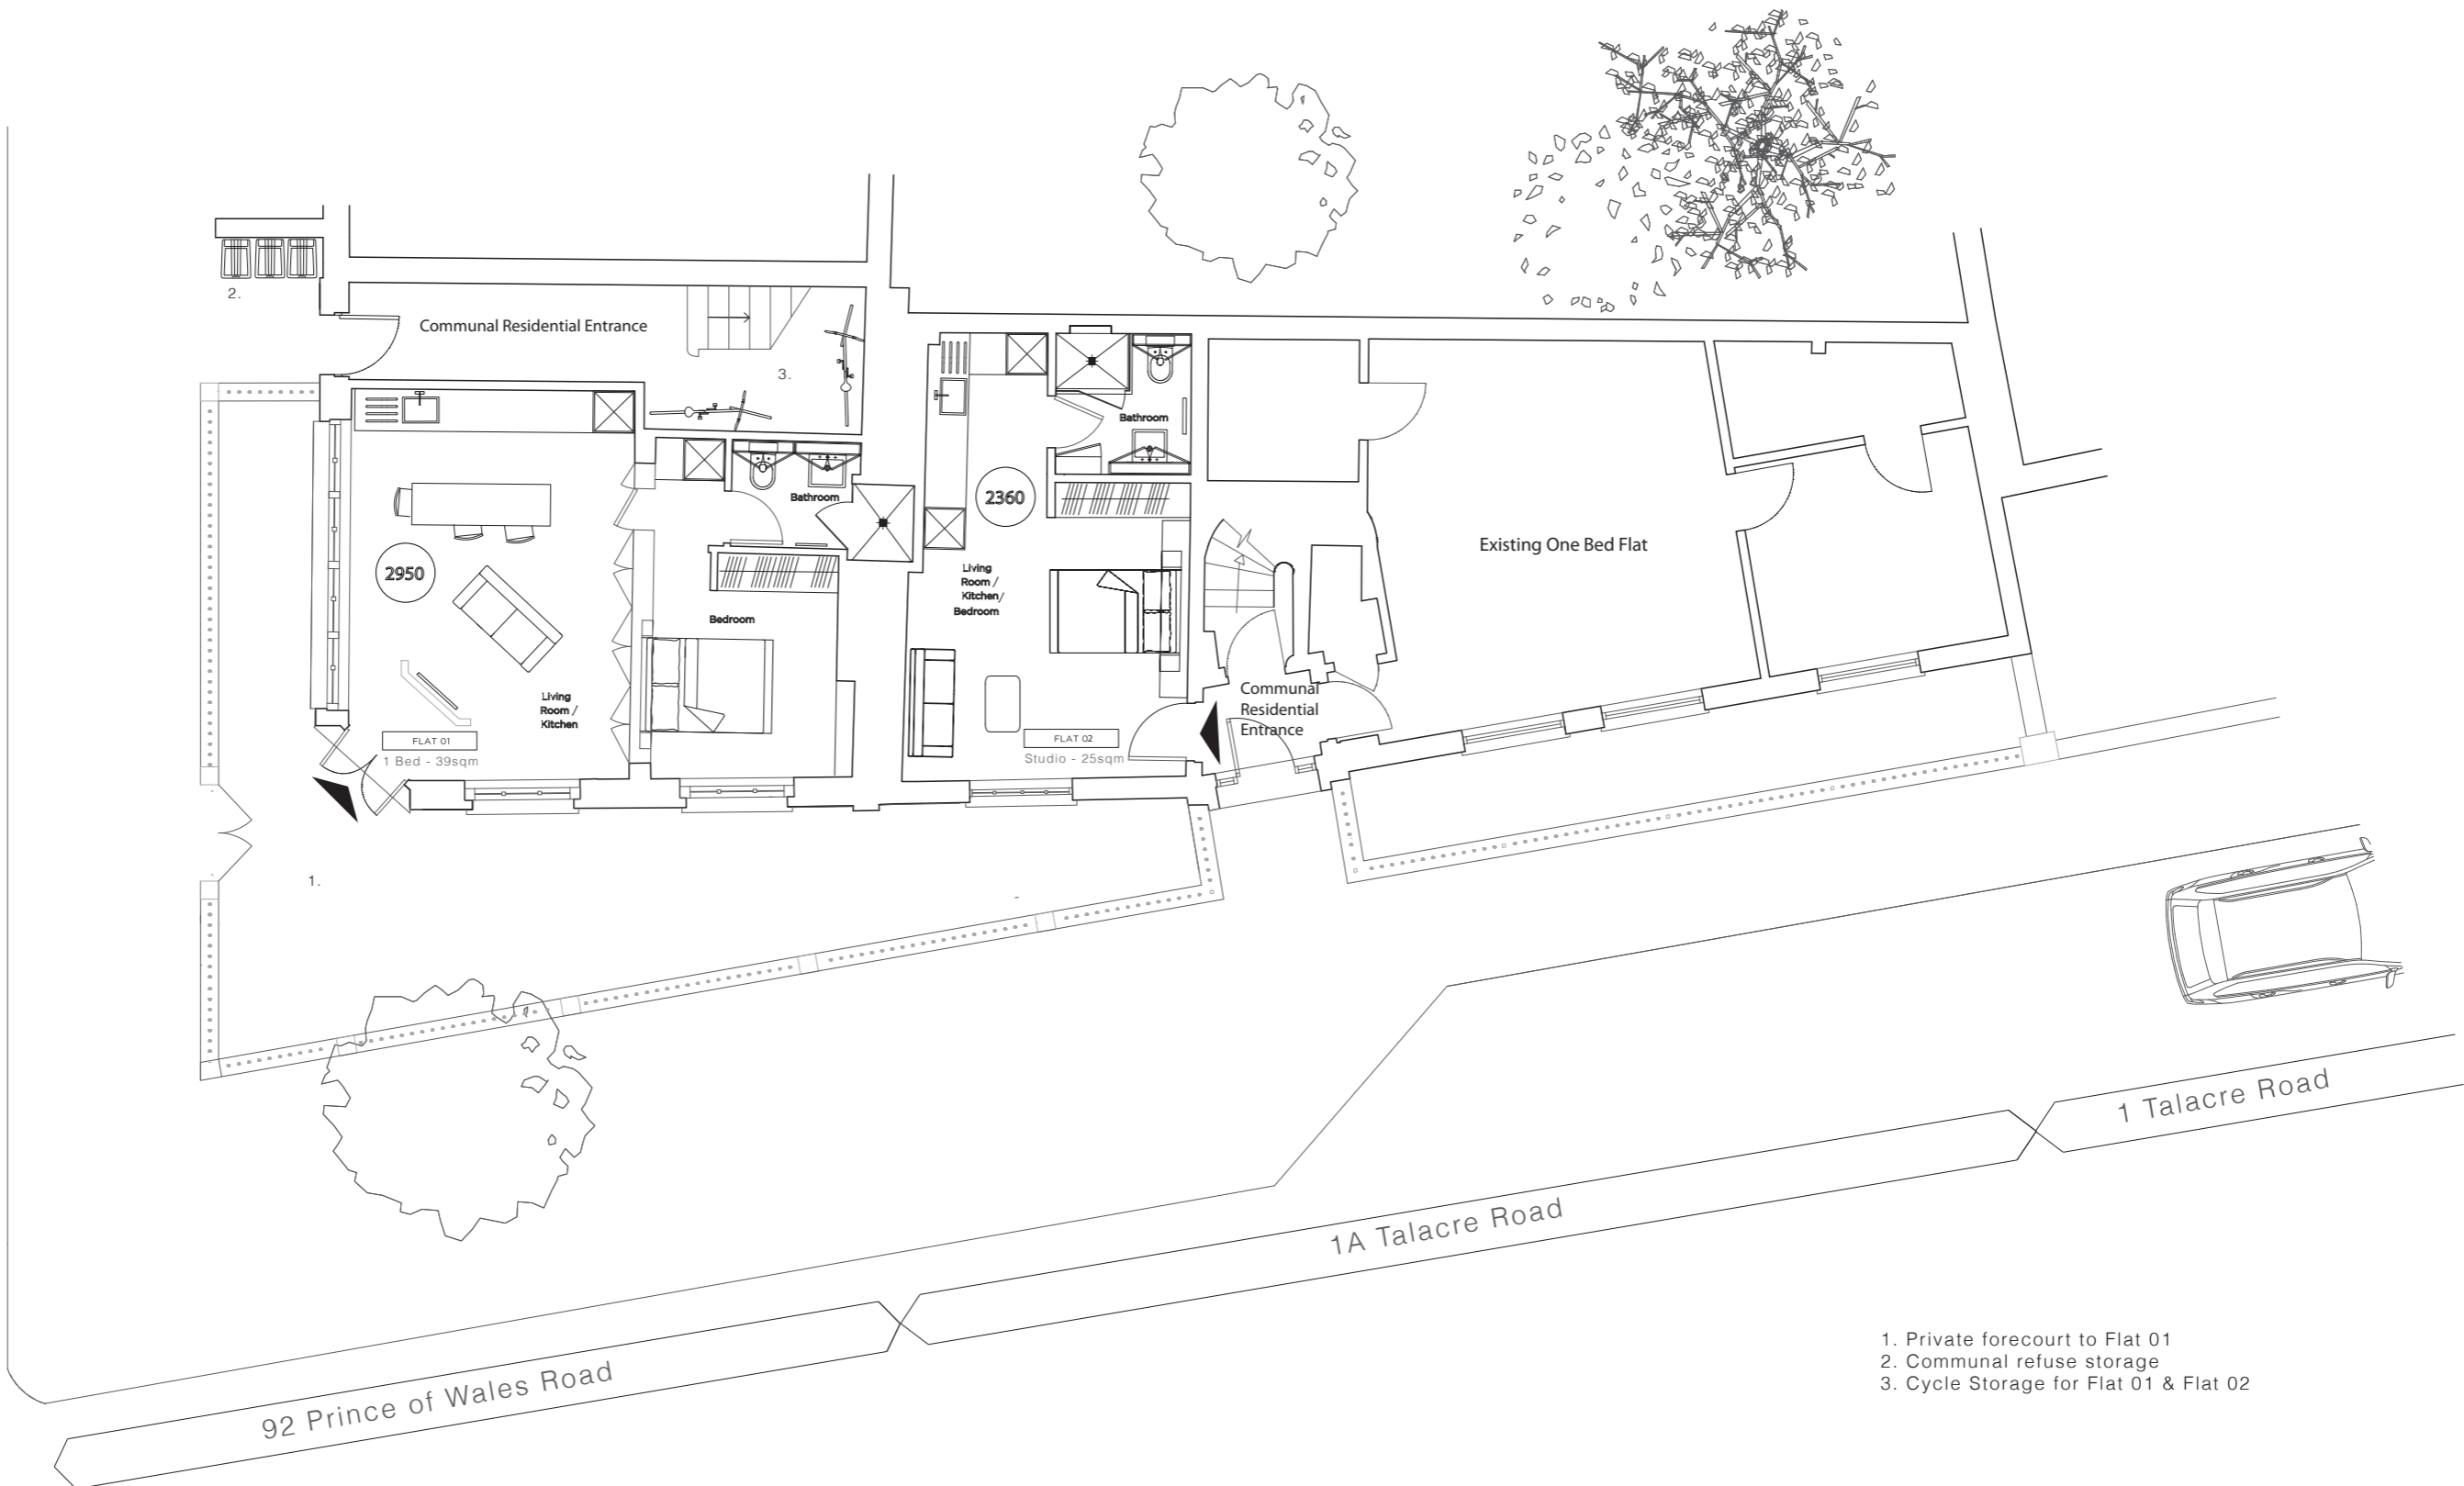 2.
Communal Residential Entrance
3.
Bathroom
Bathroom
2950
2360
Existing One Bed Flat
Living
Room /
Kitchen/
Bedroom
Bedroom
Living
Room /
Kitchen
Communal
Residential
Entrance
FLAT 01
1 Bed - 39sqm
FLAT 02
Studio - 25sqm
1.
1 Talacre Road
1A Talacre Road
92 Prince of Wales Road
1. Private forecourt to Flat 01
2. Communal refuse storage
3. Cycle Storage for Flat 01 & Flat 02